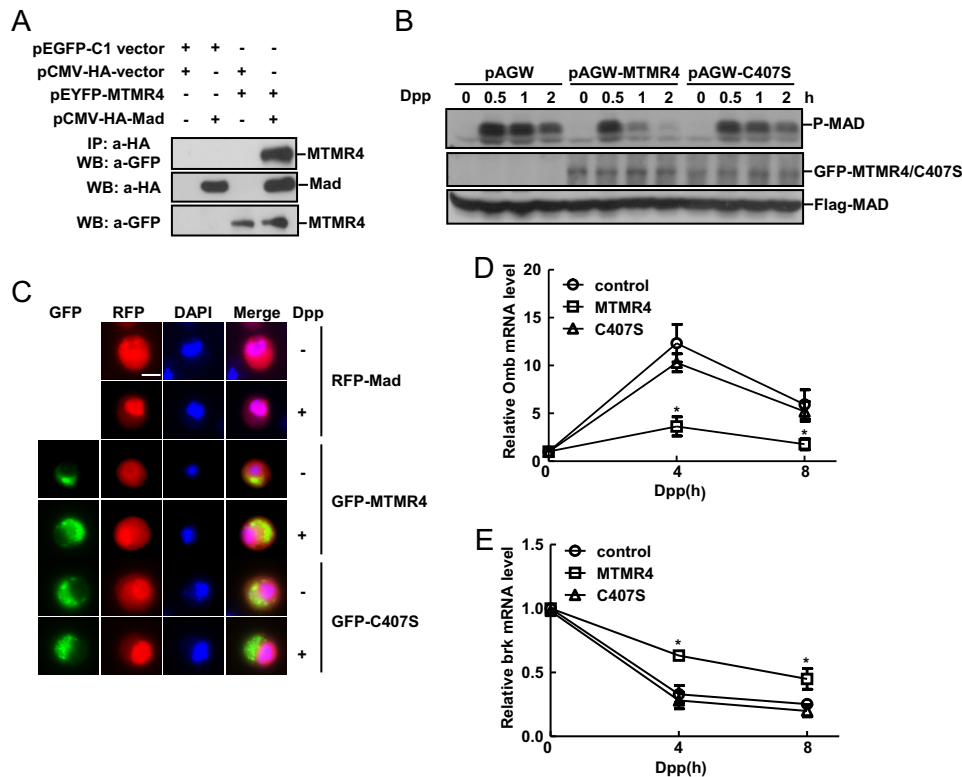 A
pEGFP-C1 vector + + - -
pCMV-HA-vector + - + -
pEYFP-MTMR4 - - + +
pCMV-HA-Mad - + - +
IP: a-HA
WB: a-GFP
MTMR4
WB: a-HA
Mad
WB: a-GFP
MTMR4
B
pAGW pAGW-MTMR4 pAGW-C407S
Dpp 0 0.5 1 2 0 0.5 1 2 0 0.5 1 2 h
P-MAD
GFP-MTMR4/C407S
Flag-MAD
C
GFP RFP DAPI Merge Dpp
-
RFP-Mad
+
-
GFP-MTMR4
+
-
GFP-C407S
+
D
Relative Omb mRNA level
20
15
10
5
0
control
MTMR4
C407S
*
*
0 4 8
Dpp(h)
E
Relative brk mRNA level
1.5
1.0
0.5
0.0
control
MTMR4
C407S
*
*
0 4 8
Dpp(h)